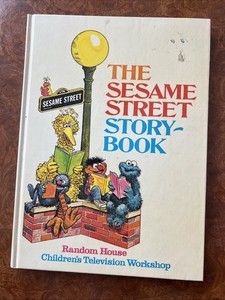 THE
SESAME
STREET
STORY-
BOOK
SESAME STREET
Random House
Children's Television Workshop